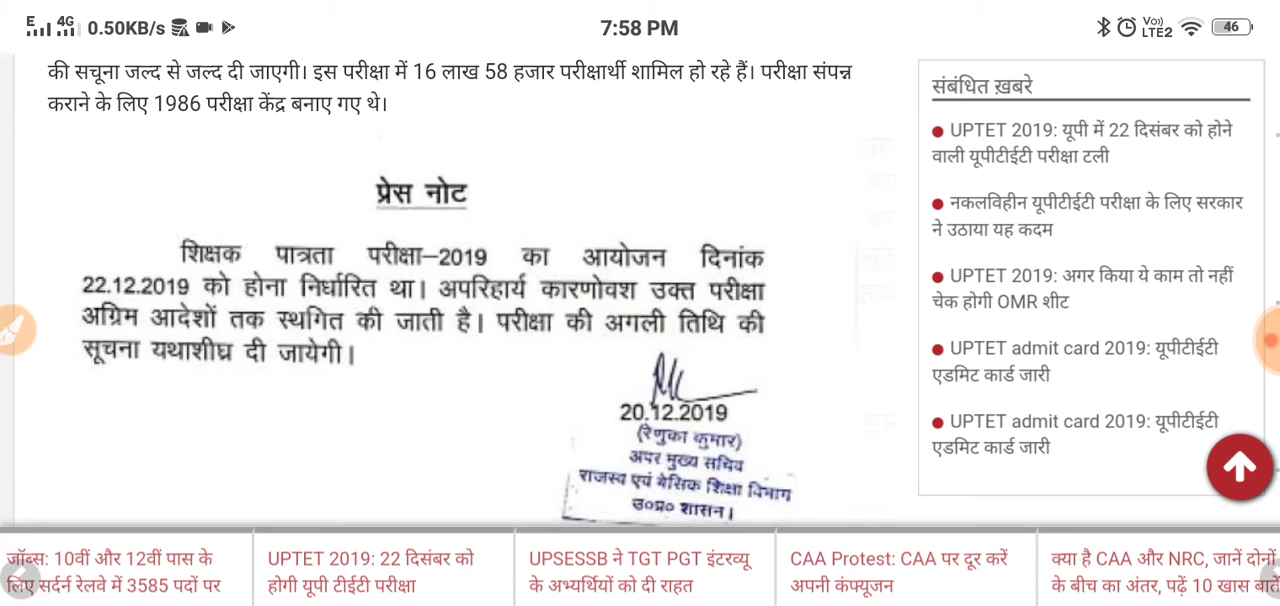 E 4G 0.50KB/s
7:58 PM
Vo)) LTE2 46
की सचूना जल्द से जल्द दी जाएगी। इस परीक्षा में 16 लाख 58 हजार परीक्षार्थी शामिल हो रहे हैं। परीक्षा संपन्न
कराने के लिए 1986 परीक्षा केंद्र बनाए गए थे।
प्रेस नोट
शिक्षक पात्रता परीक्षा–2019 का आयोजन दिनांक
22.12.2019 को होना निर्धारित था। अपरिहार्य कारणोवश उक्त परीक्षा
अग्रिम आदेशों तक स्थगित की जाती है। परीक्षा की अगली तिथि की
सूचना यथाशीघ्र दी जायेगी।
20.12.2019
(रेणुका कुमार)
अपर मुख्य सचिव
राजस्व एवं बेसिक शिक्षा विभाग
उ०प्र० शासन।
संबंधित ख़बरे
UPTET 2019: यूपी में 22 दिसंबर को होने
वाली यूपीटीईटी परीक्षा टली
नकलविहीन यूपीटीईटी परीक्षा के लिए सरकार
ने उठाया यह कदम
UPTET 2019: अगर किया ये काम तो नहीं
चेक होगी OMR शीट
UPTET admit card 2019: यूपीटीईटी
एडमिट कार्ड जारी
UPTET admit card 2019: यूपीटीईटी
एडमिट कार्ड जारी
जॉब्स: 10वीं और 12वीं पास के
लिए सर्दर्न रेलवे में 3585 पदों पर
UPTET 2019: 22 दिसंबर को
होगी यूपी टीईटी परीक्षा
UPSESSB ने TGT PGT इंटरव्यू
के अभ्यर्थियों को दी राहत
CAA Protest: CAA पर दूर करें
अपनी कंफ्यूजन
क्या है CAA और NRC, जानें दोनों
के बीच का अंतर, पढ़ें 10 खास बातें